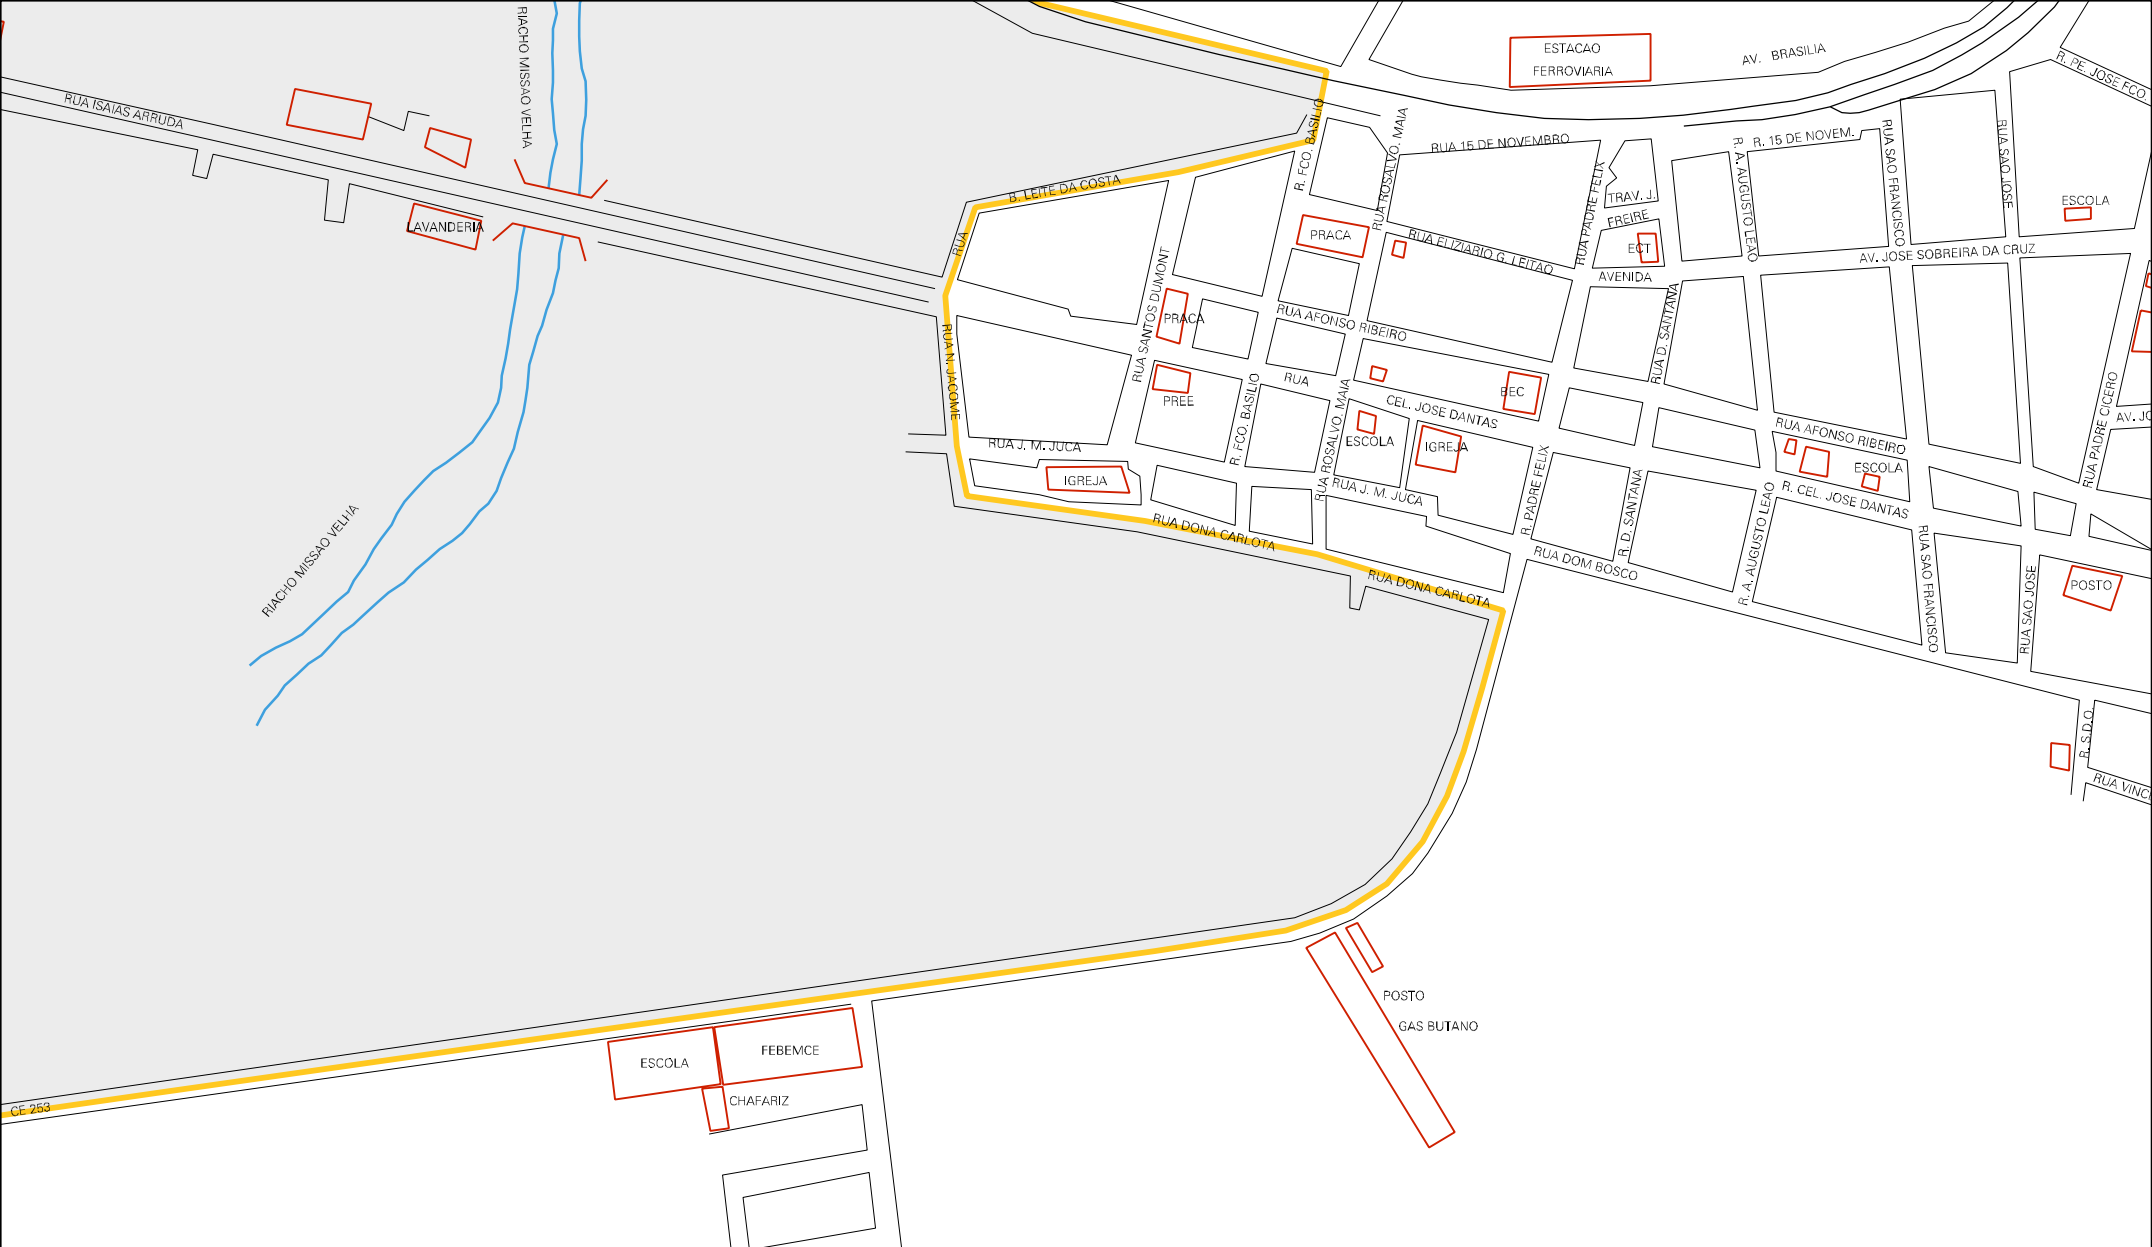 RIACHO MISSAO VELHA
ESTACAO
FERROVIARIA
AV. BRASILIA
R. PE. JOSE FCO.
RUA ISAIAS ARRUDA
R. FCO. BASILIO
RUA ROSALVO. MAIA
RUA 15 DE NOVEMBRO
R. A. AUGUSTO LEAO
R. 15 DE NOVEM.
RUA SAO FRANCISCO
RUA SAO JOSE
RUA PADRE FELIX
TRAV. J.
FREIRE
ESCOLA
B. LEITE DA COSTA
RUA
LAVANDERIA
PRACA
RUA ELIZIARIO G. LEITAO
ECT
AVENIDA
AV. JOSE SOBREIRA DA CRUZ
RUA SANTOS DUMONT
PRACA
RUA AFONSO RIBEIRO
RUA D. SANTANA
RUA N. JACOME
PREE
RUA
CEL. JOSE DANTAS
BEC
R. FCO. BASILIO
RUA ROSALVO. MAIA
ESCOLA
IGREJA
RUA PADRE CICERO
AV. JO
RUA AFONSO RIBEIRO
ESCOLA
R. CEL. JOSE DANTAS
RUA J. M. JUCA
IGREJA
RUA J. M. JUCA
R. PADRE FELIX
R. D. SANTANA
R. A. AUGUSTO LEAO
RUA SAO FRANCISCO
RUA SAO JOSE
RUA DONA CARLOTA
RUA DONA CARLOTA
RUA DOM BOSCO
POSTO
RIACHO MISSAO VELHA
R. S.D.O.
RUA VINC
POSTO
GAS BUTANO
ESCOLA
FEBEMCE
CHAFARIZ
CE 253